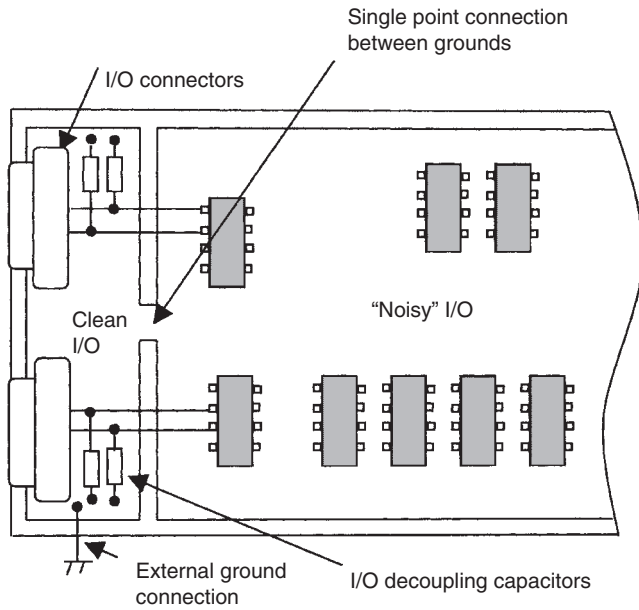 Single point connection
between grounds
I/O connectors
Clean
I/O
“Noisy” I/O
External ground
connection
I/O decoupling capacitors